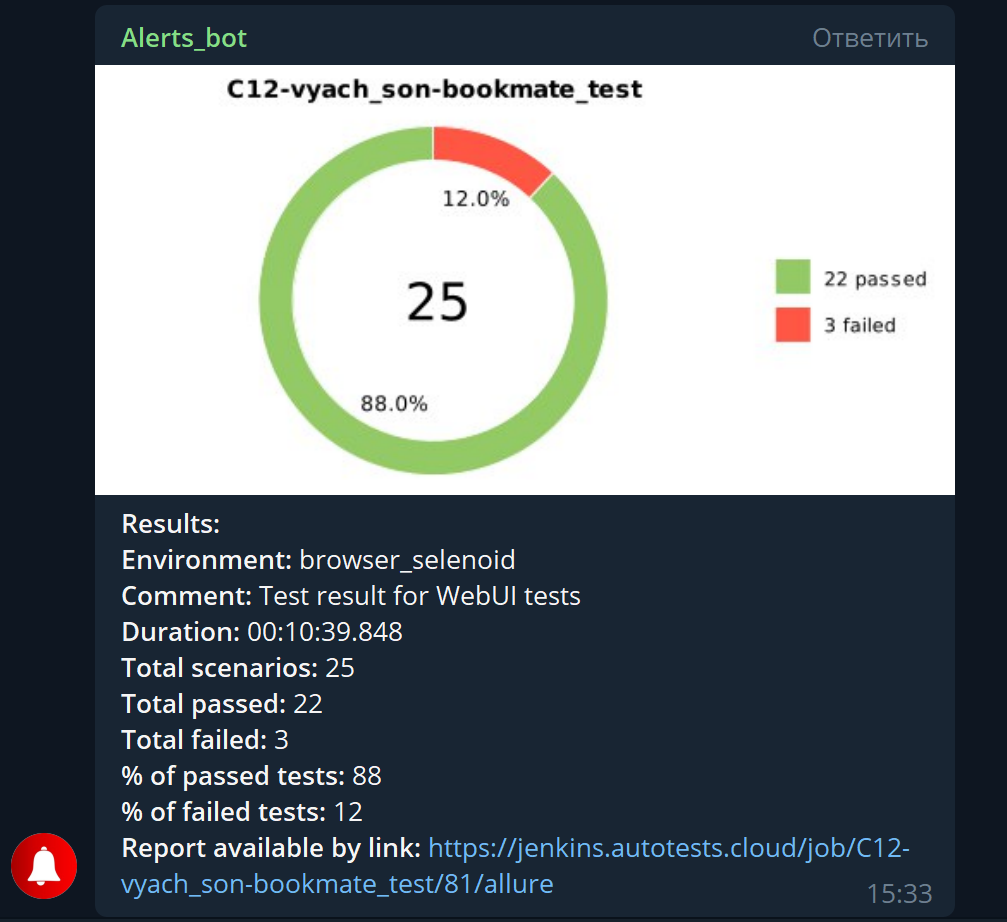 Alerts_bot Ответить
C12-vyach_son-bookmate_test
12.0%
25
88.0%
22 passed
3 failed
Results:
Environment: browser_selenoid
Comment: Test result for WebUI tests
Duration: 00:10:39.848
Total scenarios: 25
Total passed: 22
Total failed: 3
% of passed tests: 88
% of failed tests: 12
Report available by link: https://jenkins.autotests.cloud/job/C12-
vyach_son-bookmate_test/81/allure
15:33